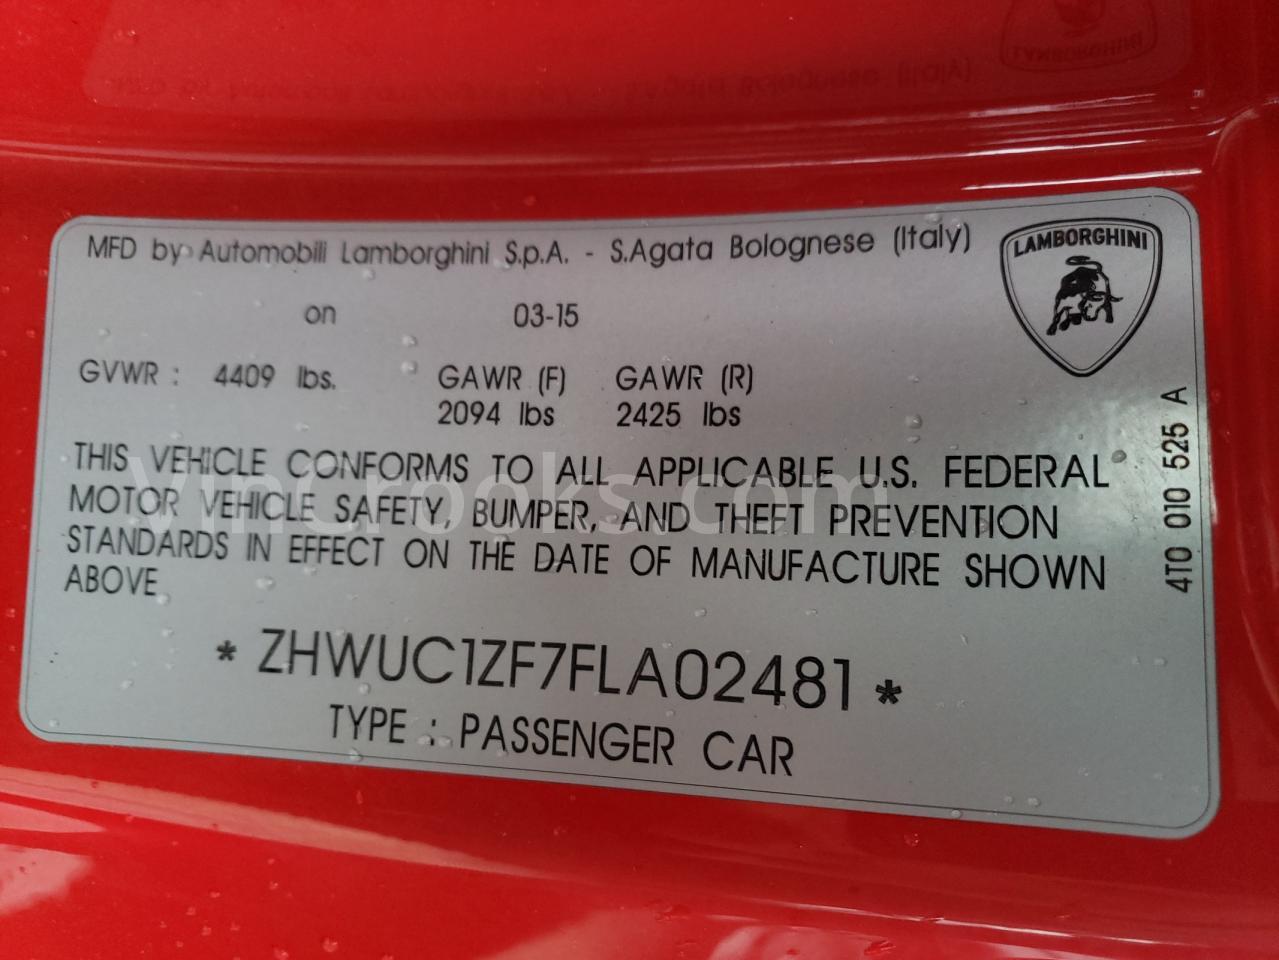 MFD by Automobili Lamborghini S.p.A. - S.Agata Bolognese (Italy)
LAMBORGHINI
on 03-15
GVWR : 4409 lbs. GAWR (F) GAWR (R)
2094 lbs 2425 lbs
THIS VEHICLE CONFORMS TO ALL APPLICABLE U.S. FEDERAL
MOTOR VEHICLE SAFETY, BUMPER, AND THEFT PREVENTION
STANDARDS IN EFFECT ON THE DATE OF MANUFACTURE SHOWN
ABOVE
* ZHWUC1ZF7FLA02481 *
TYPE : PASSENGER CAR
4T0 010 525 A
VinCrooks.com